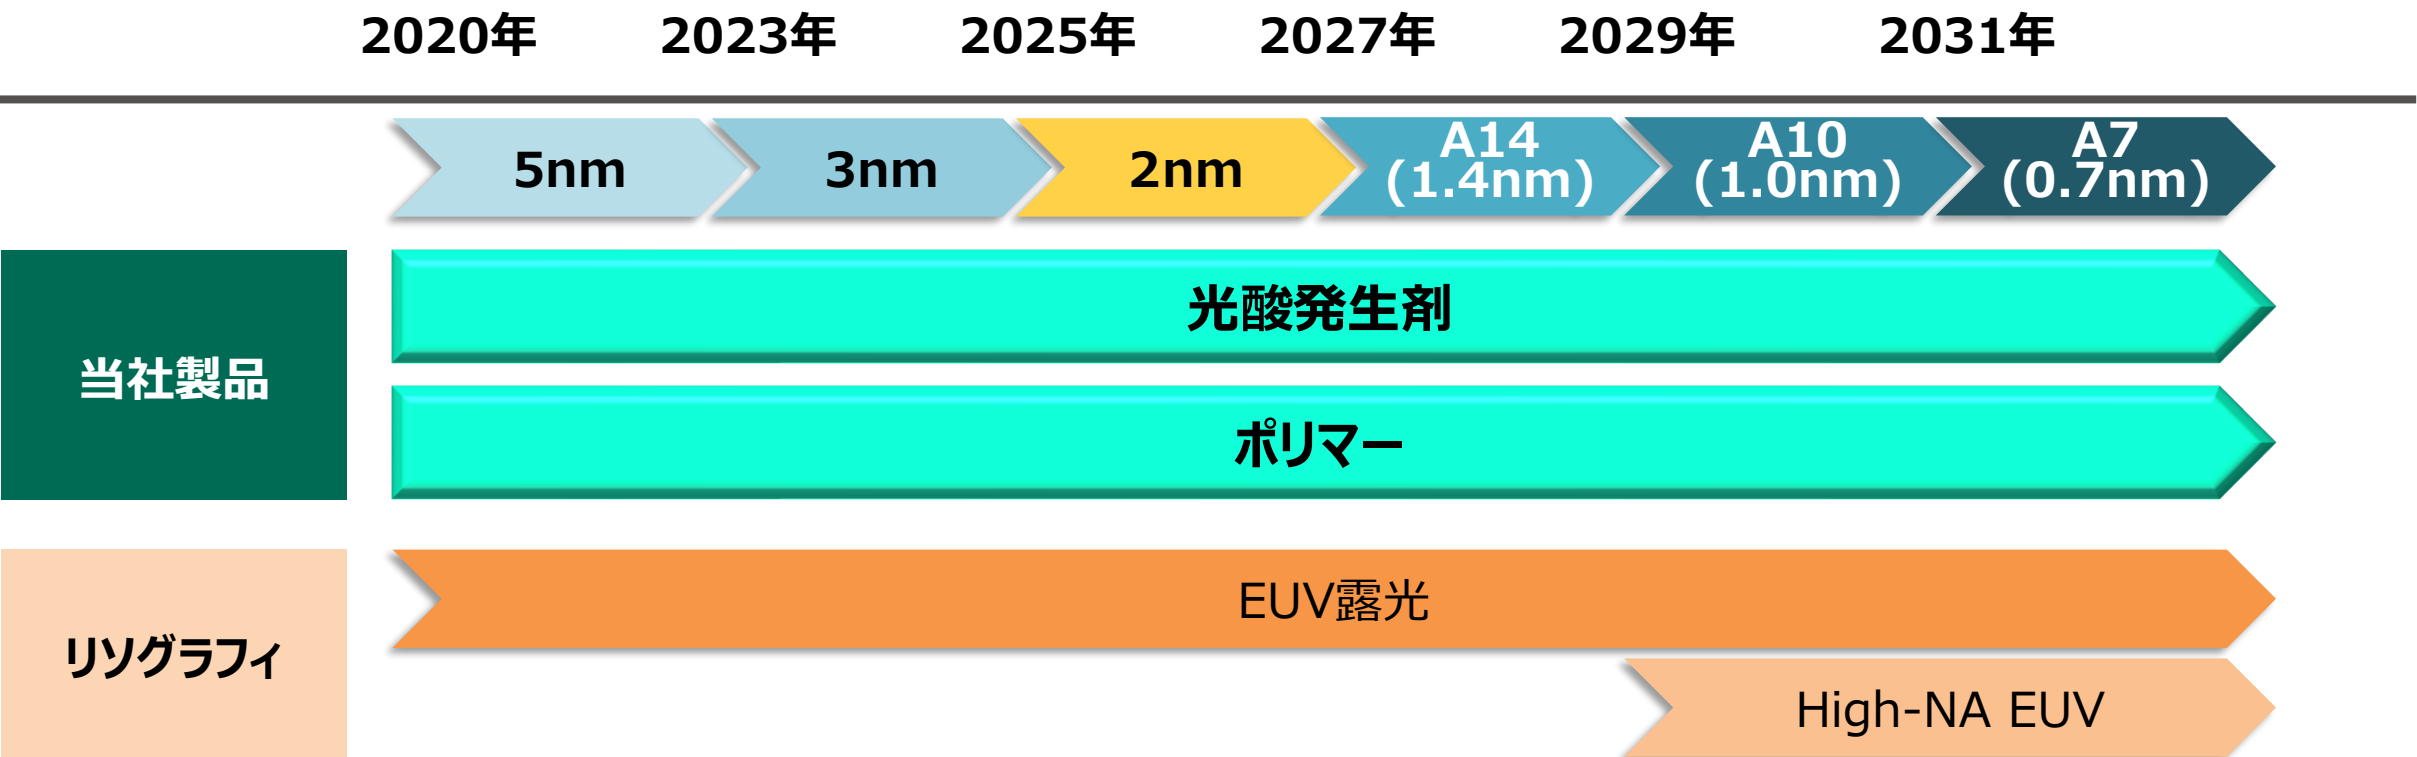 2020年 2023年 2025年 2027年 2029年 2031年
5nm 3nm 2nm A14 A10 A7
(1.4nm) (1.0nm) (0.7nm)
当社製品
光酸発生剤
ポリマー
リソグラフィ
EUV露光
High-NA EUV